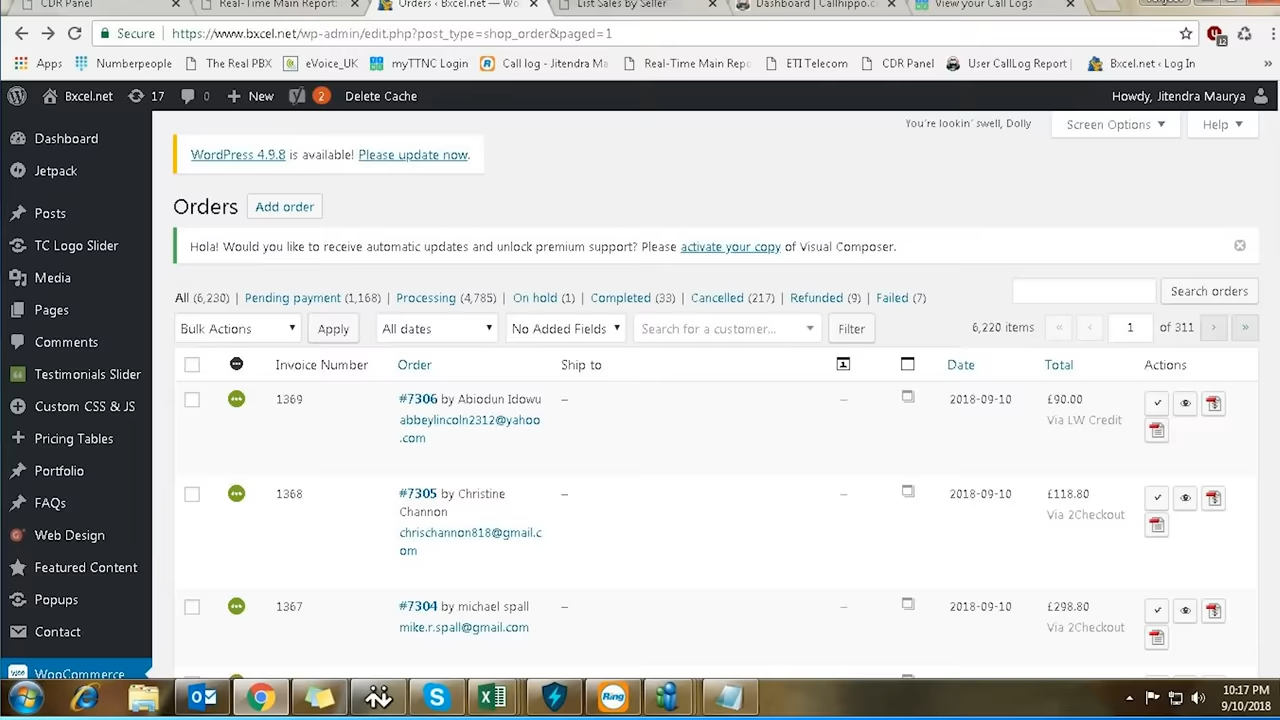 CDR Panel
Real-Time Main Report:
Orders ‹ Bxcel.net — Wo
List Sales by Seller
Dashboard | Callhippo.c
View your Call Logs
Secure
https://www.bxcel.net/wp-admin/edit.php?post_type=shop_order&paged=1
12
Apps
Numberpeople
The Real PBX
eVoice_UK
myTTNC Login
Call log - Jitendra Ma
Real-Time Main Repo
ETI Telecom
CDR Panel
User CallLog Report |
Bxcel.net ‹ Log In
»
Bxcel.net
17
0
New
2
Delete Cache
Howdy, Jitendra Maurya
Dashboard
Jetpack
Posts
TC Logo Slider
Media
Pages
Comments
Testimonials Slider
Custom CSS & JS
Pricing Tables
Portfolio
FAQs
Web Design
Featured Content
Popups
Contact
WooCommerce
You're lookin' swell, Dolly
Screen Options
Help
WordPress 4.9.8 is available! Please update now.
Orders
Add order
Hola! Would you like to receive automatic updates and unlock premium support? Please activate your copy of Visual Composer.
All (6,230) | Pending payment (1,168) | Processing (4,785) | On hold (1) | Completed (33) | Cancelled (217) | Refunded (9) | Failed (7)
Search orders
Bulk Actions
Apply
All dates
No Added Fields
Search for a customer...
Filter
6,220 items
«
‹
1
of 311
›
»
Invoice Number
Order
Ship to
Date
Total
Actions
1369
#7306 by Abiodun Idowu
abbeylincoln2312@yahoo
.com
–
–
2018-09-10
£90.00
Via LW Credit
1368
#7305 by Christine
Channon
chrischannon818@gmail.c
om
–
–
2018-09-10
£118.80
Via 2Checkout
1367
#7304 by michael spall
mike.r.spall@gmail.com
–
–
2018-09-10
£298.80
Via 2Checkout
Ring
10:17 PM
9/10/2018